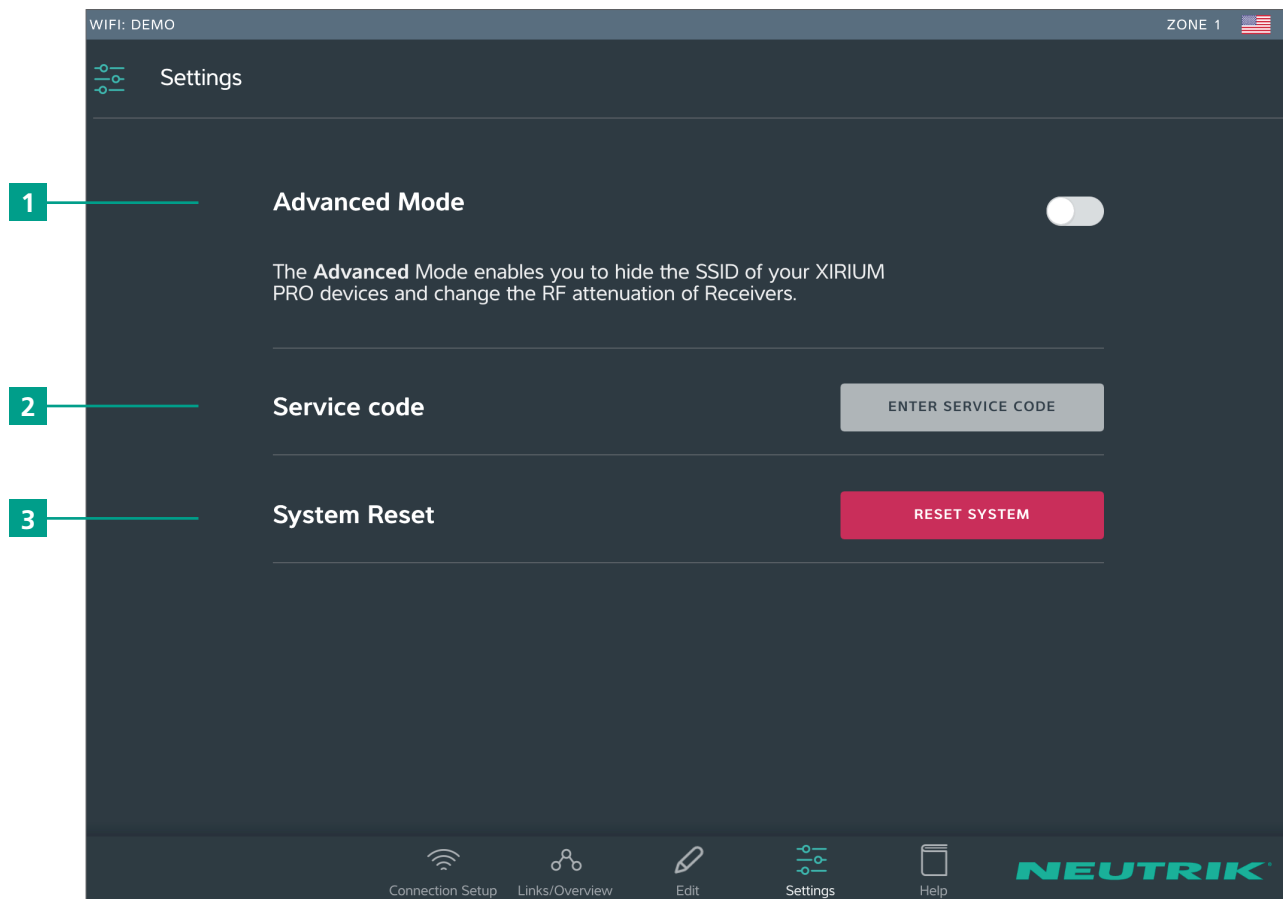 WIFI: DEMO
ZONE 1
Settings
1
Advanced Mode
The Advanced Mode enables you to hide the SSID of your XIRIUM
PRO devices and change the RF attenuation of Receivers.
2
Service code
ENTER SERVICE CODE
3
System Reset
RESET SYSTEM
Connection Setup
Links/Overview
Edit
Settings
Help
NEUTRIK